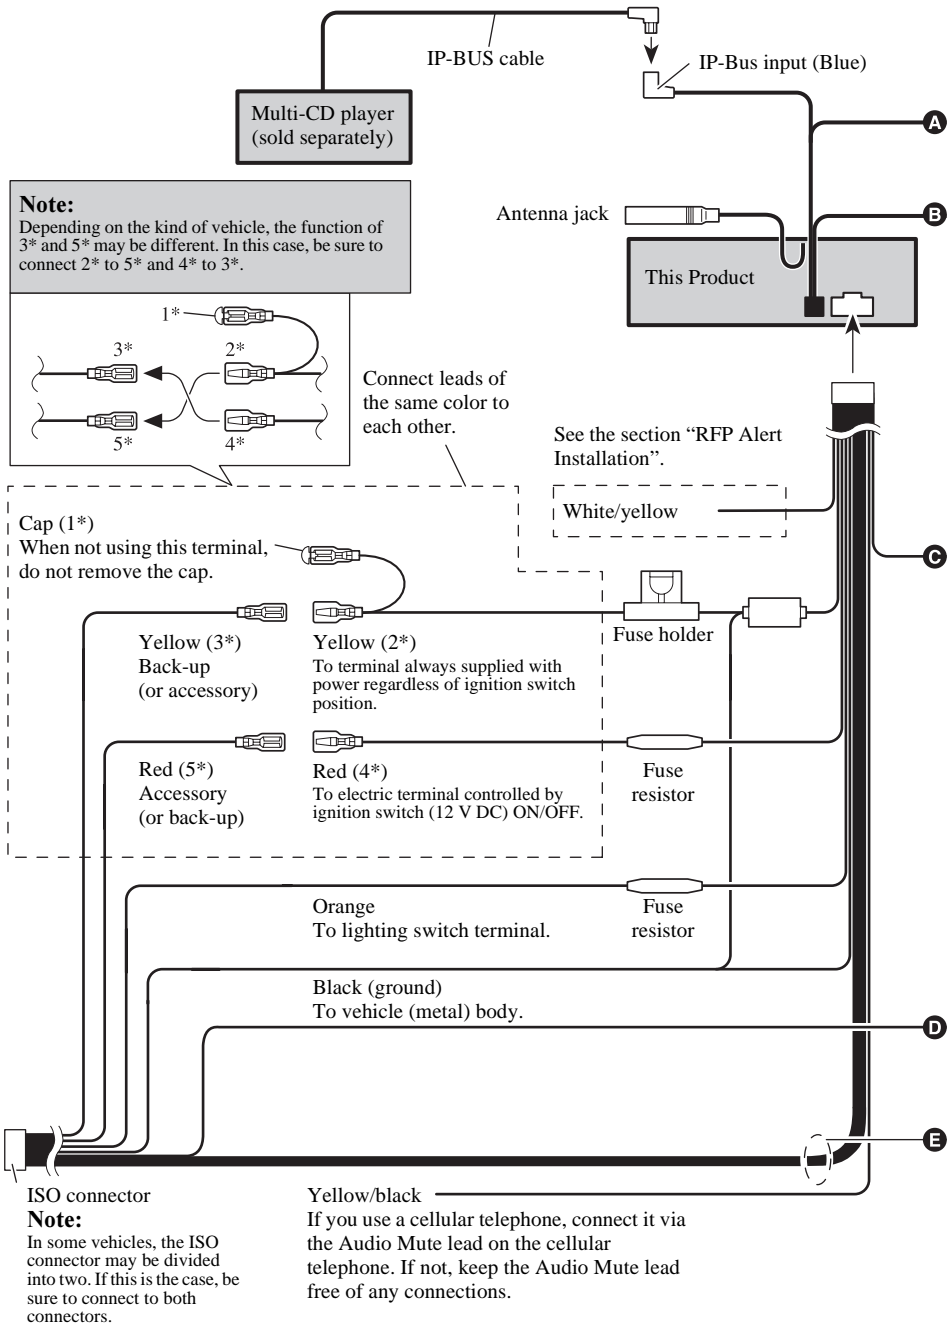 IP-BUS cable
IP-Bus input (Blue)
Multi-CD player
(sold separately)
A
Note:
Depending on the kind of vehicle, the function of
3* and 5* may be different. In this case, be sure to
connect 2* to 5* and 4* to 3*.
Antenna jack
B
This Product
1*
3*
2*
5*
4*
Connect leads of
the same color to
each other.
See the section “RFP Alert
Installation”.
White/yellow
C
Cap (1*)
When not using this terminal,
do not remove the cap.
Yellow (3*)
Back-up
(or accessory)
Yellow (2*)
To terminal always supplied with
power regardless of ignition switch
position.
Fuse holder
Red (5*)
Accessory
(or back-up)
Red (4*)
To electric terminal controlled by
ignition switch (12 V DC) ON/OFF.
Fuse
resistor
Orange
To lighting switch terminal.
Fuse
resistor
Black (ground)
To vehicle (metal) body.
D
E
ISO connector
Note:
In some vehicles, the ISO
connector may be divided
into two. If this is the case, be
sure to connect to both
connectors.
Yellow/black
If you use a cellular telephone, connect it via
the Audio Mute lead on the cellular
telephone. If not, keep the Audio Mute lead
free of any connections.